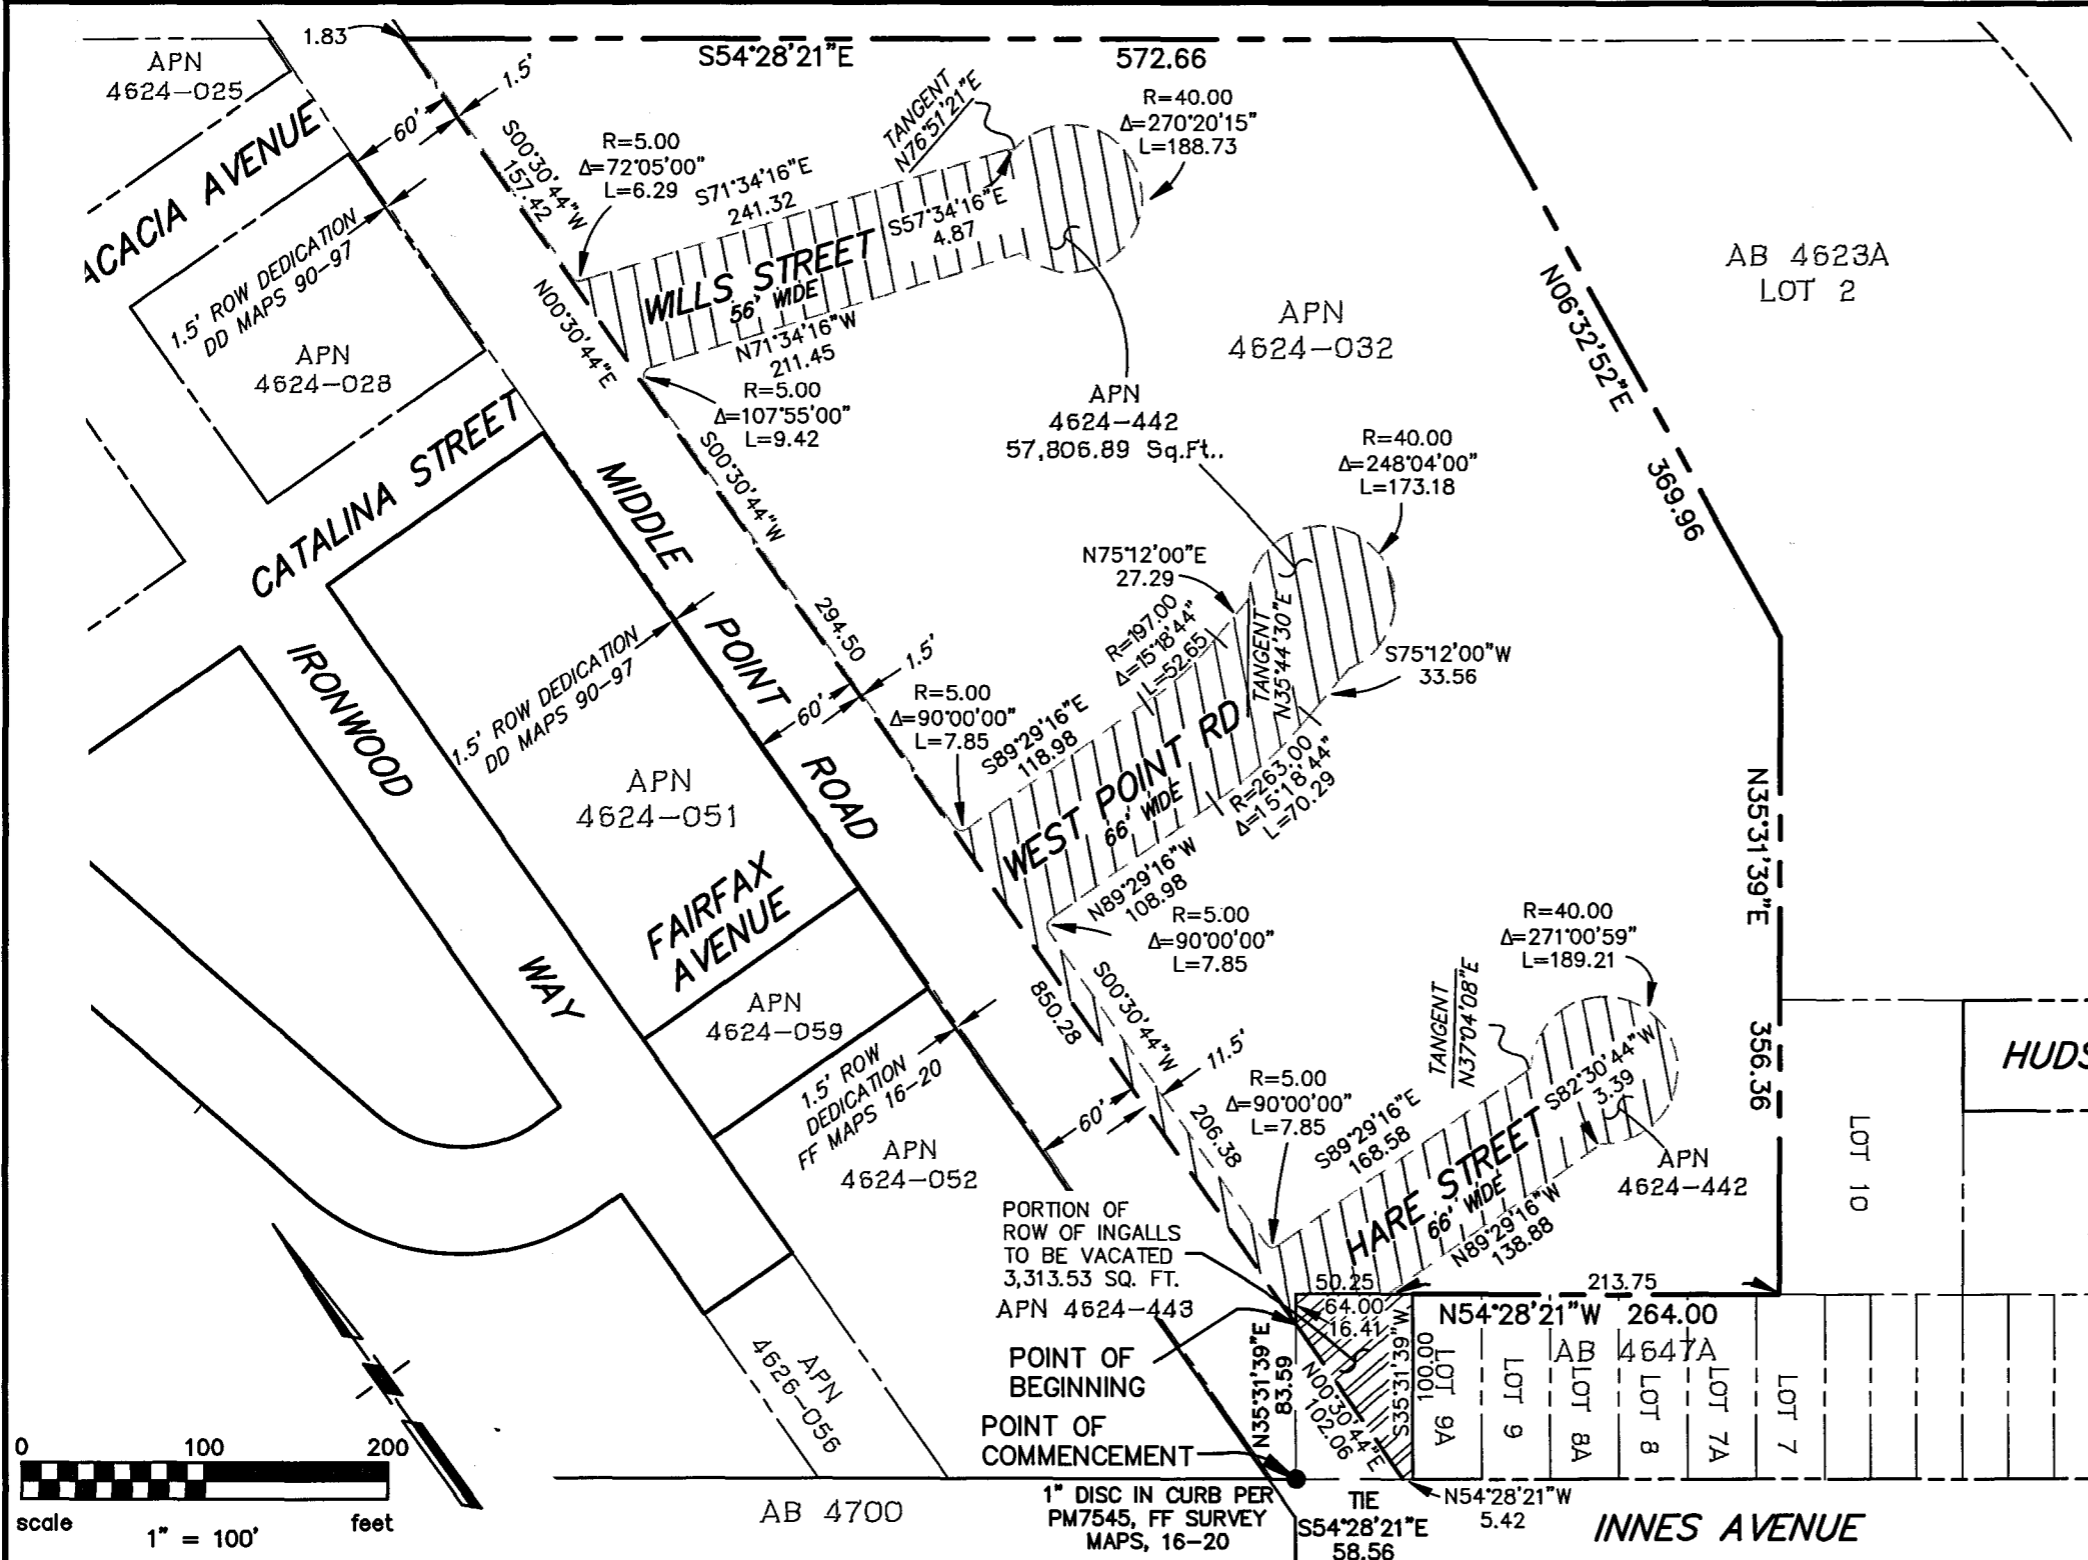 1.83
S54°28'21"E
572.66
APN
4624-025
1.5'
60'
ACACIA AVENUE
S00°30'44"W
157.42
R=5.00
Δ=72°05'00"
L=6.29
S71°34'16"E
241.32
TANGENT
N76°51'21"E
R=40.00
Δ=270°20'15"
L=188.73
S57°34'16"E
4.87
WILLS STREET
56' WIDE
N71°34'16"W
211.45
N00°30'44"E
R=5.00
Δ=107°55'00"
L=9.42
1.5' ROW DEDICATION
DD MAPS 90-97
APN
4624-028
AB 4623A
LOT 2
N06°32'52"E
369.96
APN
4624-032
APN
4624-442
57,806.89 Sq.Ft..
CATALINA STREET
MIDDLE
POINT
ROAD
S00°30'44"W
294.50
R=40.00
Δ=248°04'00"
L=173.18
N75°12'00"E
27.29
R=197.00
Δ=15°18'44"
L=52.65
TANGENT
N35°44'30"E
S75°12'00"W
33.56
1.5'
60'
IRONWOOD
WAY
1.5' ROW DEDICATION
DD MAPS 90-97
APN
4624-051
R=5.00
Δ=90°00'00"
L=7.85
S89°29'16"E
118.98
WEST POINT RD
66' WIDE
R=263.00
Δ=15°18'44"
L=70.29
N89°29'16"W
108.98
R=5.00
Δ=90°00'00"
L=7.85
N35°31'39"E
356.36
FAIRFAX
AVENUE
APN
4624-059
850.28
S00°30'44"W
206.38
11.5'
60'
R=40.00
Δ=271°00'59"
L=189.21
TANGENT
N37°04'08"E
S82°30'44"W
3.39
HUDS
1.5' ROW
DEDICATION
FF MAPS 16-20
APN
4624-052
R=5.00
Δ=90°00'00"
L=7.85
S89°29'16"E
168.58
HARE STREET
66' WIDE
N89°29'16"W
138.88
APN
4624-442
LOT 10
PORTION OF
ROW OF INGALLS
TO BE VACATED
3,313.53 SQ. FT.
APN 4624-443
50.25
213.75
64.00
16.41
N54°28'21"W 264.00
AB 4647A
POINT OF
BEGINNING
POINT OF
COMMENCEMENT
N35°31'39"E
83.59
N00°30'44"E
102.06
S35°31'39"W
100.00
LOT 9A
LOT 9
LOT 8A
LOT 8
LOT 7A
LOT 7
APN
4626-056
0 100 200
scale feet
1" = 100'
AB 4700
1" DISC IN CURB PER
PM7545, FF SURVEY
MAPS, 16-20
TIE
S54°28'21"E
58.56
N54°28'21"W
5.42
INNES AVENUE